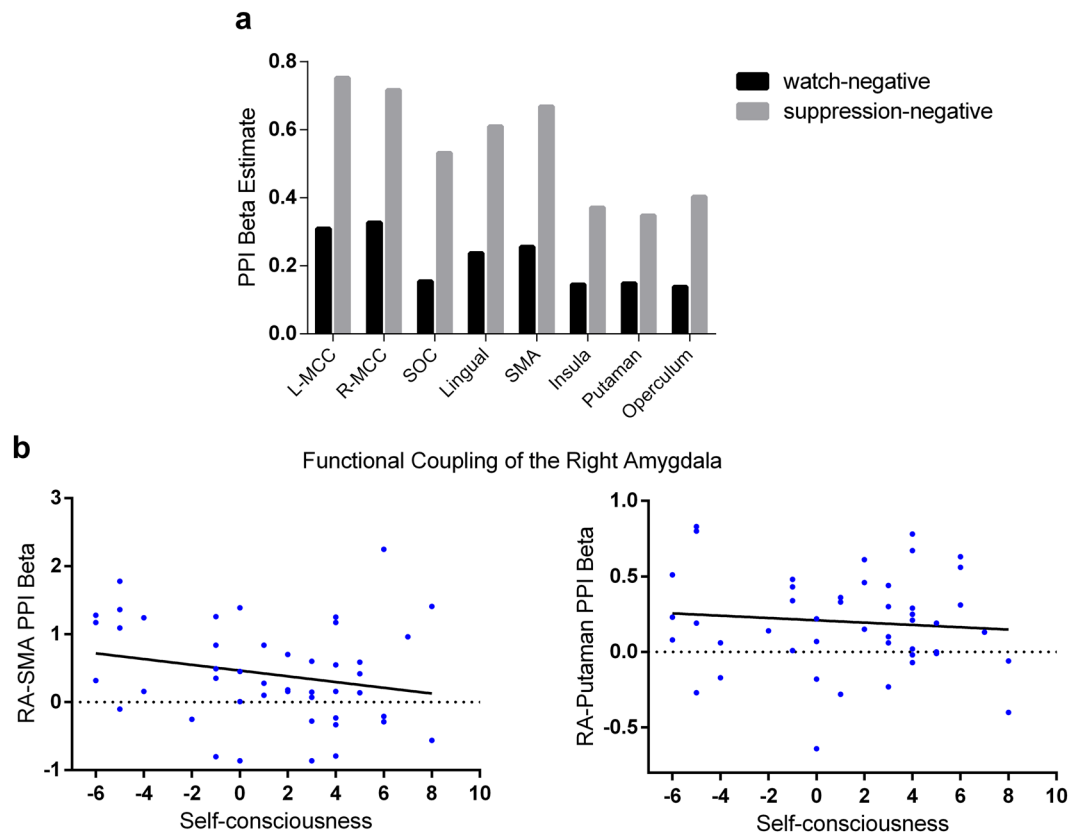 a
PPI Beta Estimate
0.8
0.6
0.4
0.2
0.0
L-MCC
R-MCC
SOC
Lingual
SMA
Insula
Putaman
Operculum
watch-negative
suppression-negative
b
Functional Coupling of the Right Amygdala
RA-SMA PPI Beta
3
2
1
0
-1
-6 -4 -2 0 2 4 6 8 10
Self-consciousness
RA-Putaman PPI Beta
1.0
0.5
0.0
-0.5
-6 -4 -2 0 2 4 6 8 10
Self-consciousness